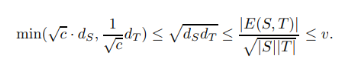 min(√c · d_S, 1/√c d_T) ≤ √d_S d_T ≤ |E(S, T)|/√|S||T| ≤ v.